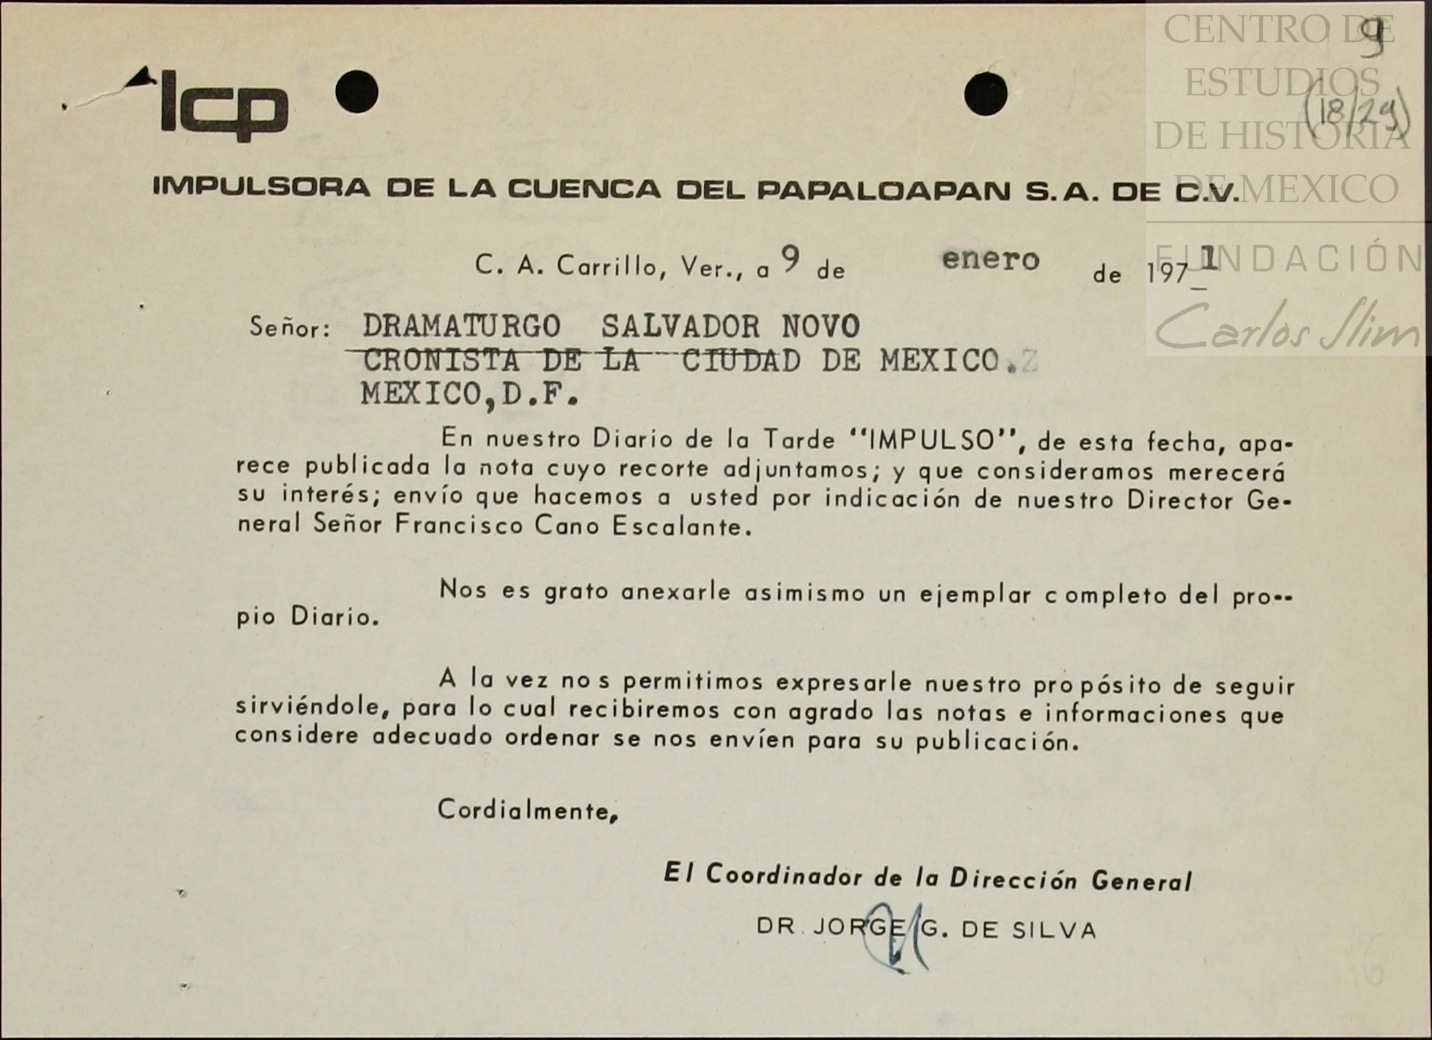 CENTRO DE
ESTUDIOS
DE HISTORIA
DE MEXICO
FUNDACIÓN
Carlos Slim
9
(18/29)
ICP
IMPULSORA DE LA CUENCA DEL PAPALOAPAN S.A. DE C.V.
C. A. Carrillo, Ver., a 9 de enero de 1971
Señor: DRAMATURGO SALVADOR NOVO
CRONISTA DE LA CIUDAD DE MEXICO.
MEXICO,D.F.
En nuestro Diario de la Tarde "IMPULSO", de esta fecha, apa-
rece publicada la nota cuyo recorte adjuntamos; y que consideramos merecerá
su interés; envío que hacemos a usted por indicación de nuestro Director Ge-
neral Señor Francisco Cano Escalante.
Nos es grato anexarle asimismo un ejemplar completo del pro--
pio Diario.
A la vez nos permitimos expresarle nuestro propósito de seguir
sirviéndole, para lo cual recibiremos con agrado las notas e informaciones que
considere adecuado ordenar se nos envíen para su publicación.
Cordialmente,
El Coordinador de la Dirección General
DR. JORGE G. DE SILVA